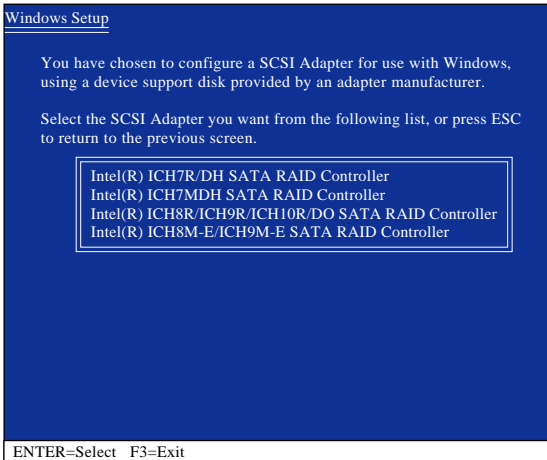 Windows Setup
You have chosen to configure a SCSI Adapter for use with Windows,
using a device support disk provided by an adapter manufacturer.
Select the SCSI Adapter you want from the following list, or press ESC
to return to the previous screen.
Intel(R) ICH7R/DH SATA RAID Controller
Intel(R) ICH7MDH SATA RAID Controller
Intel(R) ICH8R/ICH9R/ICH10R/DO SATA RAID Controller
Intel(R) ICH8M-E/ICH9M-E SATA RAID Controller
ENTER=Select F3=Exit